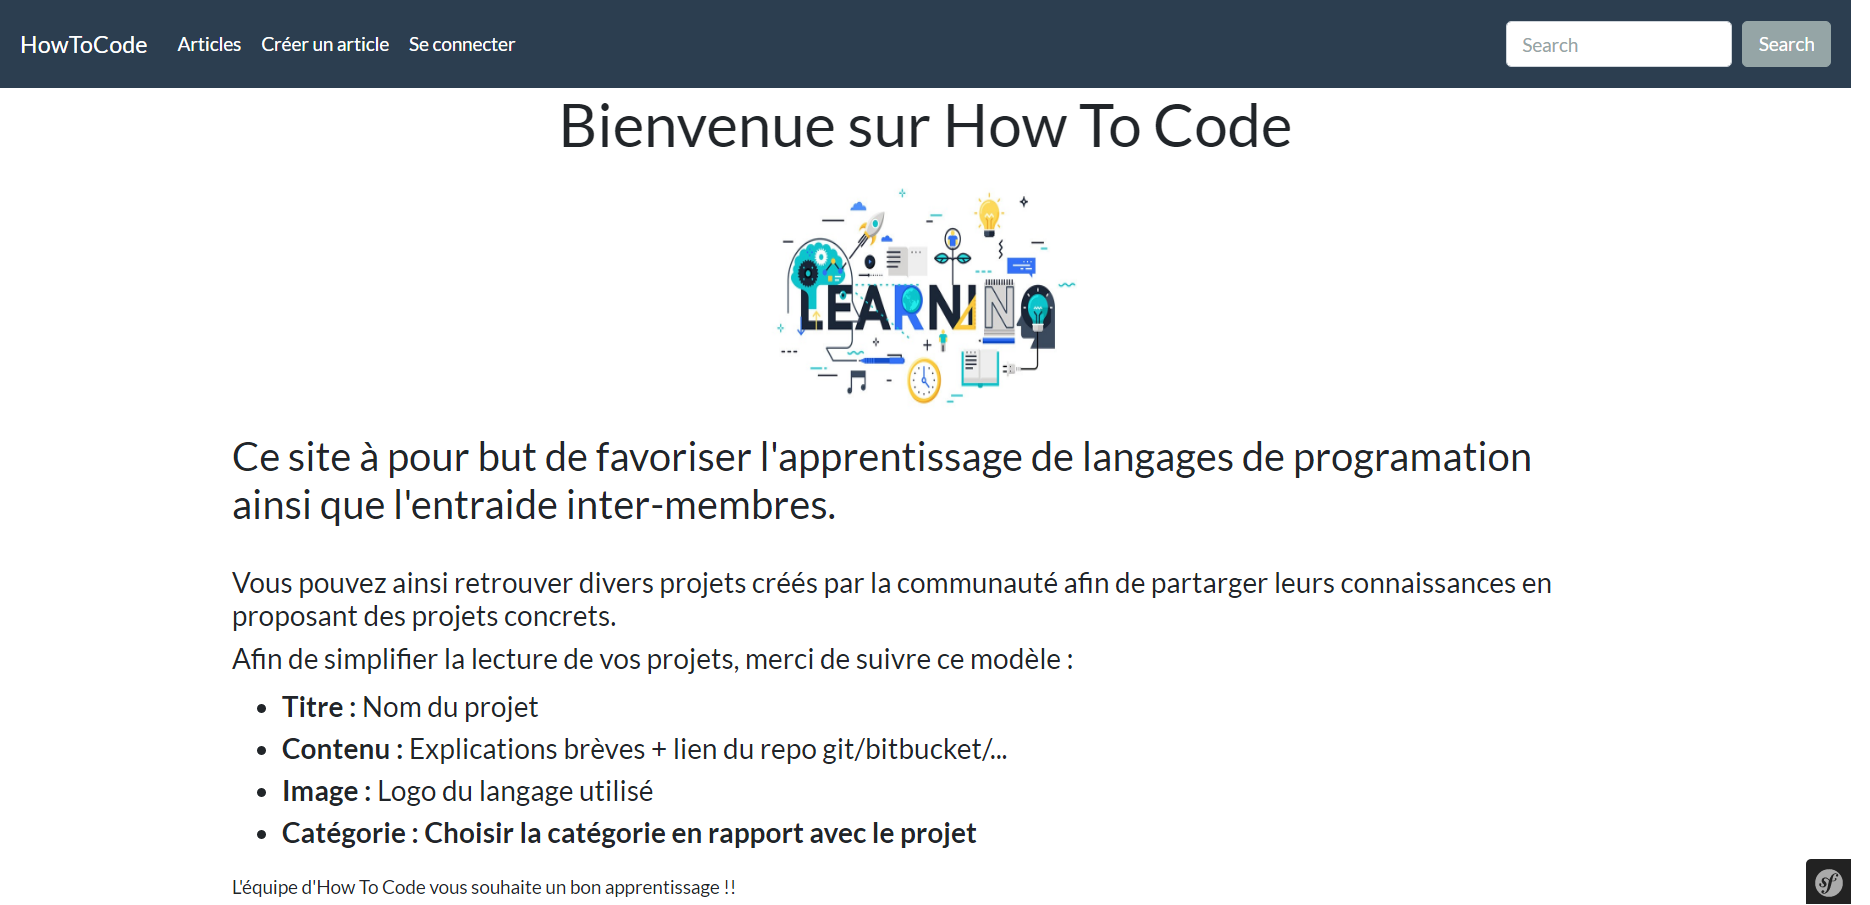 HowToCode Articles Créer un article Se connecter Search Search
Bienvenue sur How To Code
LEARNING
Ce site à pour but de favoriser l'apprentissage de langages de programation
ainsi que l'entraide inter-membres.
Vous pouvez ainsi retrouver divers projets créés par la communauté afin de partarger leurs connaissances en
proposant des projets concrets.
Afin de simplifier la lecture de vos projets, merci de suivre ce modèle :
• Titre : Nom du projet
• Contenu : Explications brèves + lien du repo git/bitbucket/...
• Image : Logo du langage utilisé
• Catégorie : Choisir la catégorie en rapport avec le projet
L'équipe d'How To Code vous souhaite un bon apprentissage !!
sf